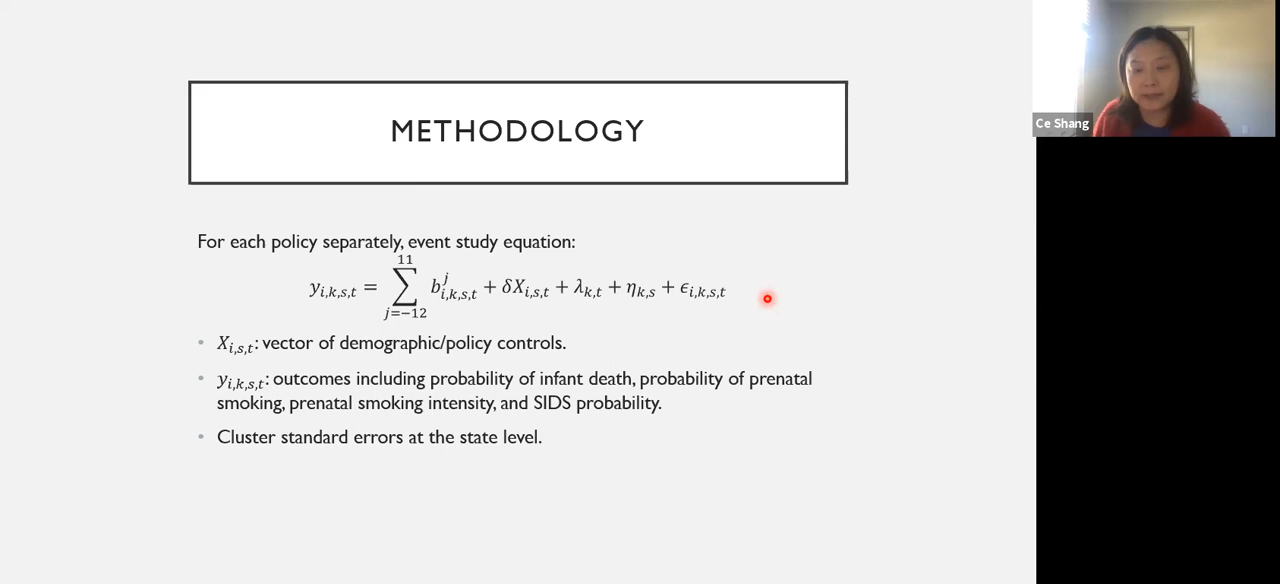 METHODOLOGY
Ce Shang
For each policy separately, event study equation:
$y_{i,k,s,t} = \sum_{j=-12}^{11} b^{j}_{i,k,s,t} + \delta X_{i,s,t} + \lambda_{k,t} + \eta_{k,s} + \epsilon_{i,k,s,t}$
• $X_{i,s,t}$: vector of demographic/policy controls.
• $y_{i,k,s,t}$: outcomes including probability of infant death, probability of prenatal
smoking, prenatal smoking intensity, and SIDS probability.
• Cluster standard errors at the state level.